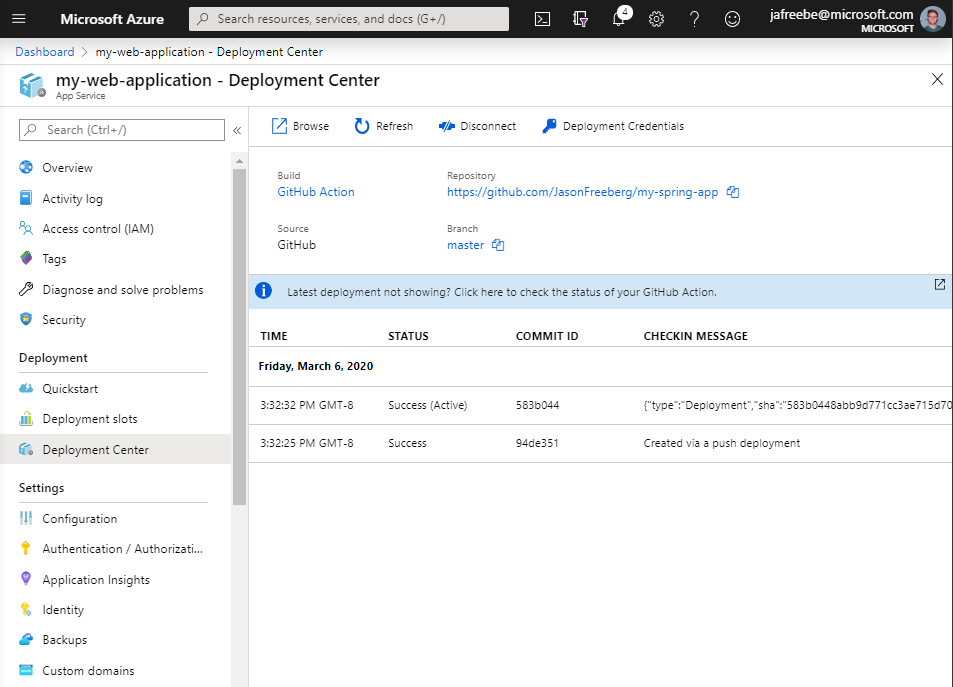 Microsoft Azure
Search resources, services, and docs (G+/)
4
jafreebe@microsoft.com
MICROSOFT
Dashboard > my-web-application - Deployment Center
my-web-application - Deployment Center
App Service
Search (Ctrl+/)
Overview
Activity log
Access control (IAM)
Tags
Diagnose and solve problems
Security
Deployment
Quickstart
Deployment slots
Deployment Center
Settings
Configuration
Authentication / Authorizati...
Application Insights
Identity
Backups
Custom domains
Browse Refresh Disconnect Deployment Credentials
Build Repository
GitHub Action https://github.com/JasonFreeberg/my-spring-app
Source Branch
GitHub master
Latest deployment not showing? Click here to check the status of your GitHub Action.
TIME STATUS COMMIT ID CHECKIN MESSAGE
Friday, March 6, 2020
3:32:32 PM GMT-8 Success (Active) 583b044 {"type":"Deployment","sha":"583b0448abb9d771cc3ae715d70
3:32:25 PM GMT-8 Success 94de351 Created via a push deployment